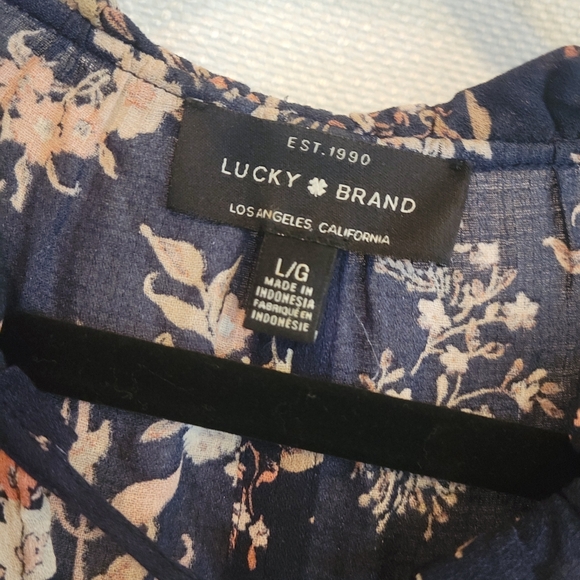 EST.1990
LUCKY BRAND
LOS ANGELES, CALIFORNIA
L/G
MADE IN
INDONESIA
FABRIQUÉ EN
INDONÉSIE